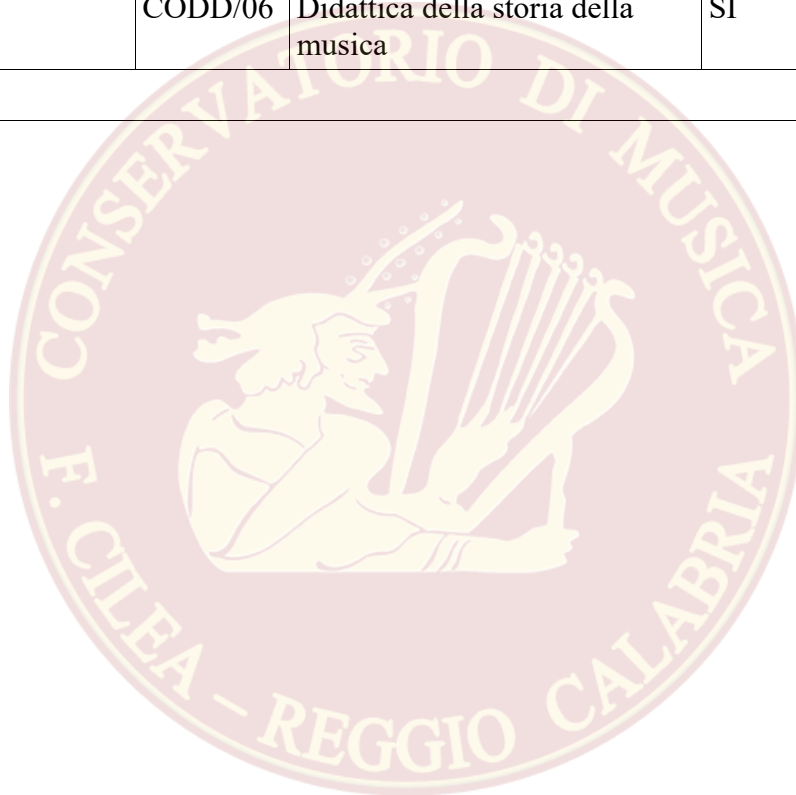 CODD/06 Didattica della storia della SI
musica
CONSERVATORIO DI MUSICA
F. CILEA – REGGIO CALABRIA